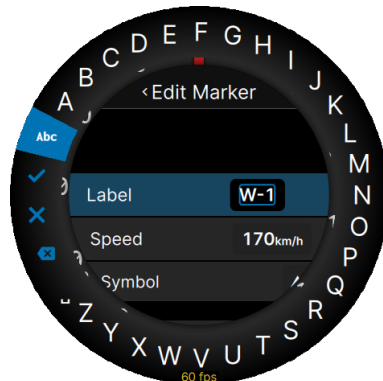 A B C D E F G H I J K L M N O P Q R S T U V W X Y Z
Abc
‹Edit Marker
Label W-1
Speed 170km/h
Symbol
60 fps